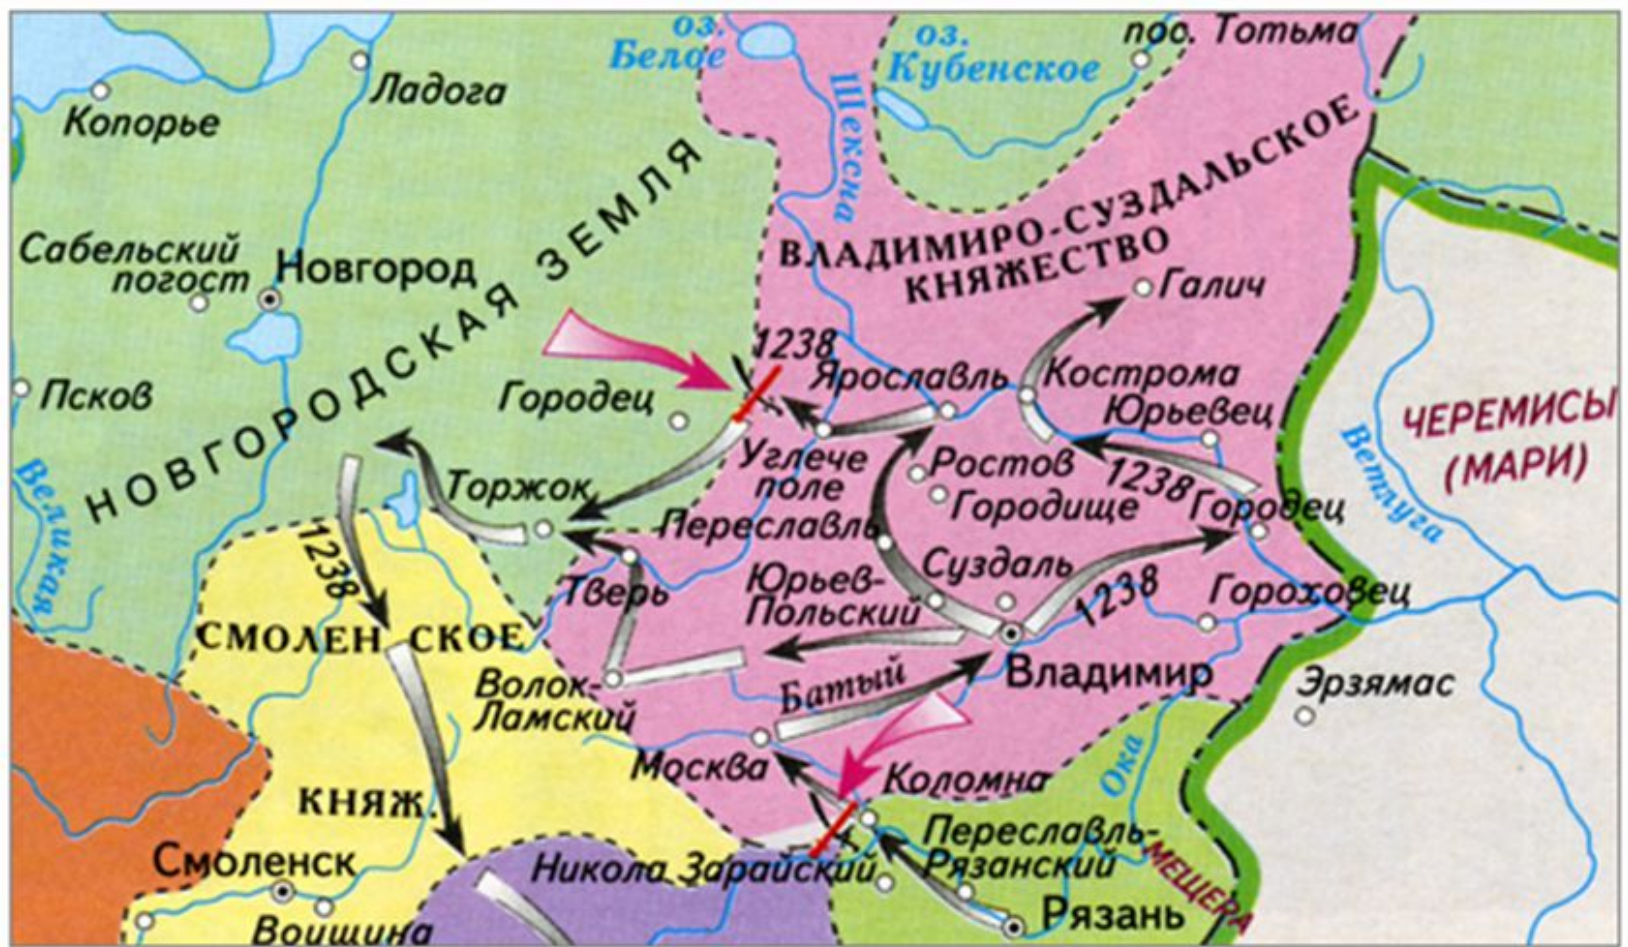 оз.
Белое
оз.
Кубенское
пос. Тотьма
Шексна
Ладога
Копорье
НОВГОРОДСКАЯ ЗЕМЛЯ
ВЛАДИМИРО-СУЗДАЛЬСКОЕ
КНЯЖЕСТВО
Сабельский
погост
Новгород
Галич
1238
Псков
Городец
Ярославль
Кострома
Юрьевец
ЧЕРЕМИСЫ
(МАРИ)
Ветлуга
Великая
Торжок
Углече
поле
Ростов
1238
Городище
Городец
Переславль
1238
Тверь
Юрьев-
Польский
Суздаль
1238
Гороховец
СМОЛЕН СКОЕ
Волок-
Ламский
Батый
Владимир
Эрзямас
Москва
Коломна
Ока
КНЯЖ.
Смоленск
Никола Зарайский
Переславль-
Рязанский
МЕЩЕРА
Воищина
Рязань